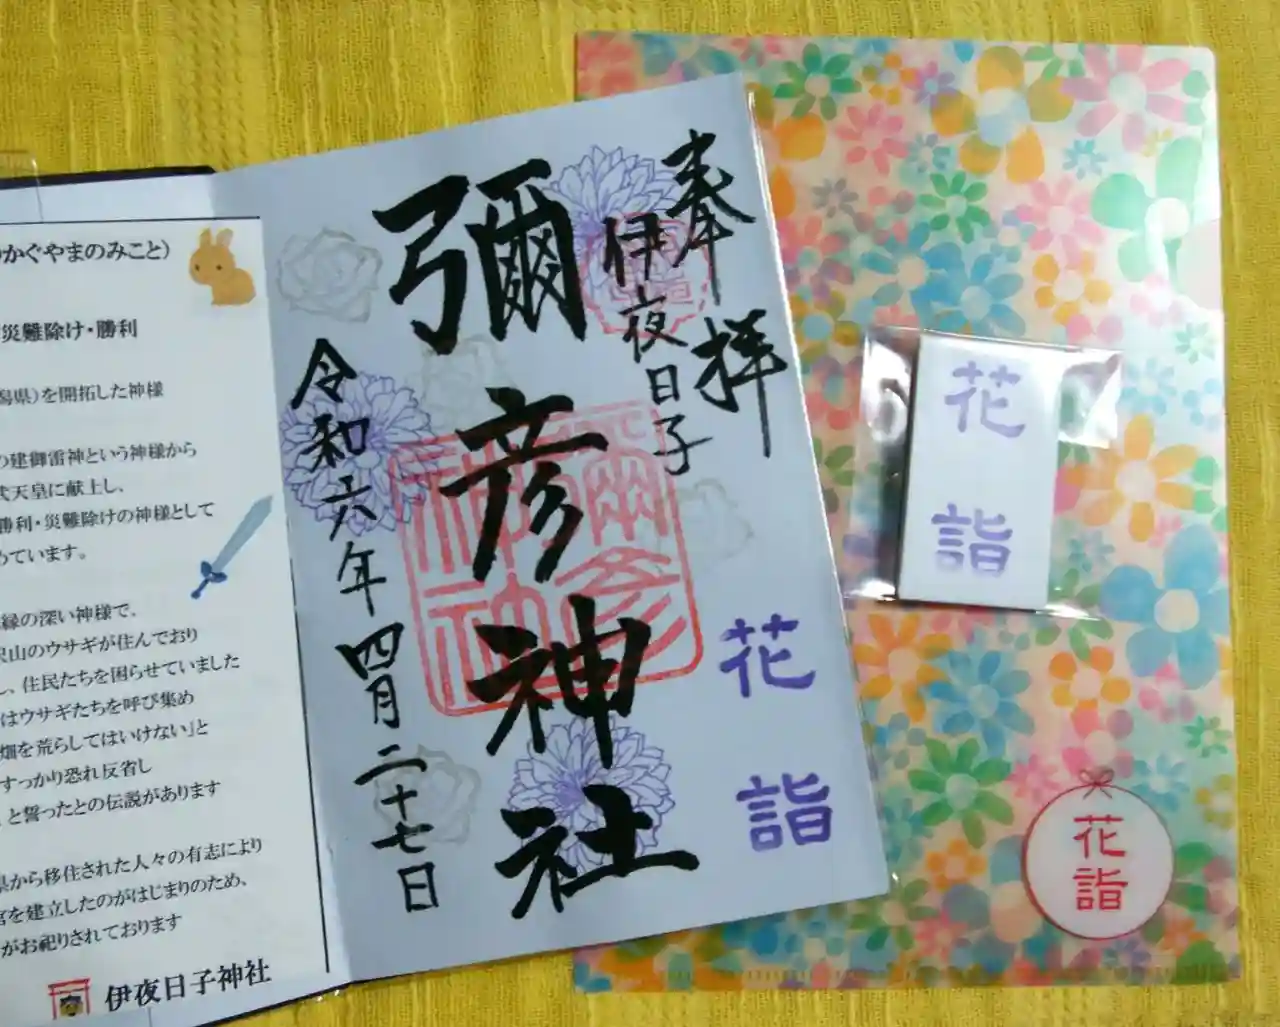 かぐやまのみこと)
災難除け・勝利
潟県)を開拓した神様
の建御雷神という神様から
武天皇に献上し、
勝利・災難除けの神様として
めています。
縁の深い神様で、
沢山のウサギが住んでおり
し、住民たちを困らせていました
はウサギたちを呼び集め
畑を荒らしてはいけない」と
すっかり恐れ反省し
」と誓ったとの伝説があります
県から移住された人々の有志により
宮を建立したのがはじまりのため、
がお祀りされております
伊夜日子神社
奉拝
伊夜日子
彌彦神社
彌彦
神社
令和六年四月二十七日
花詣
花詣
花詣